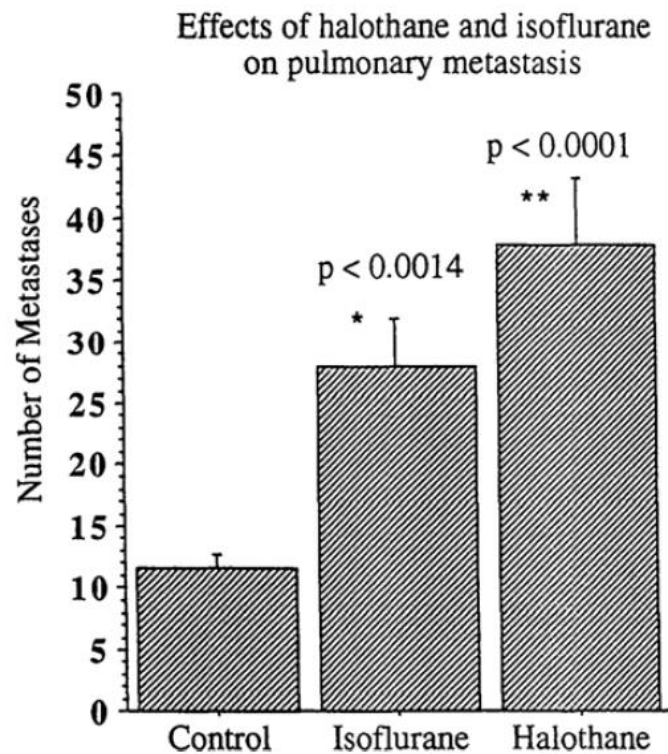 Effects of halothane and isoflurane
on pulmonary metastasis
50
45
40
35
30
25
20
15
10
5
0
Number of Metastases
p < 0.0001
**
p < 0.0014
*
Control
Isoflurane
Halothane